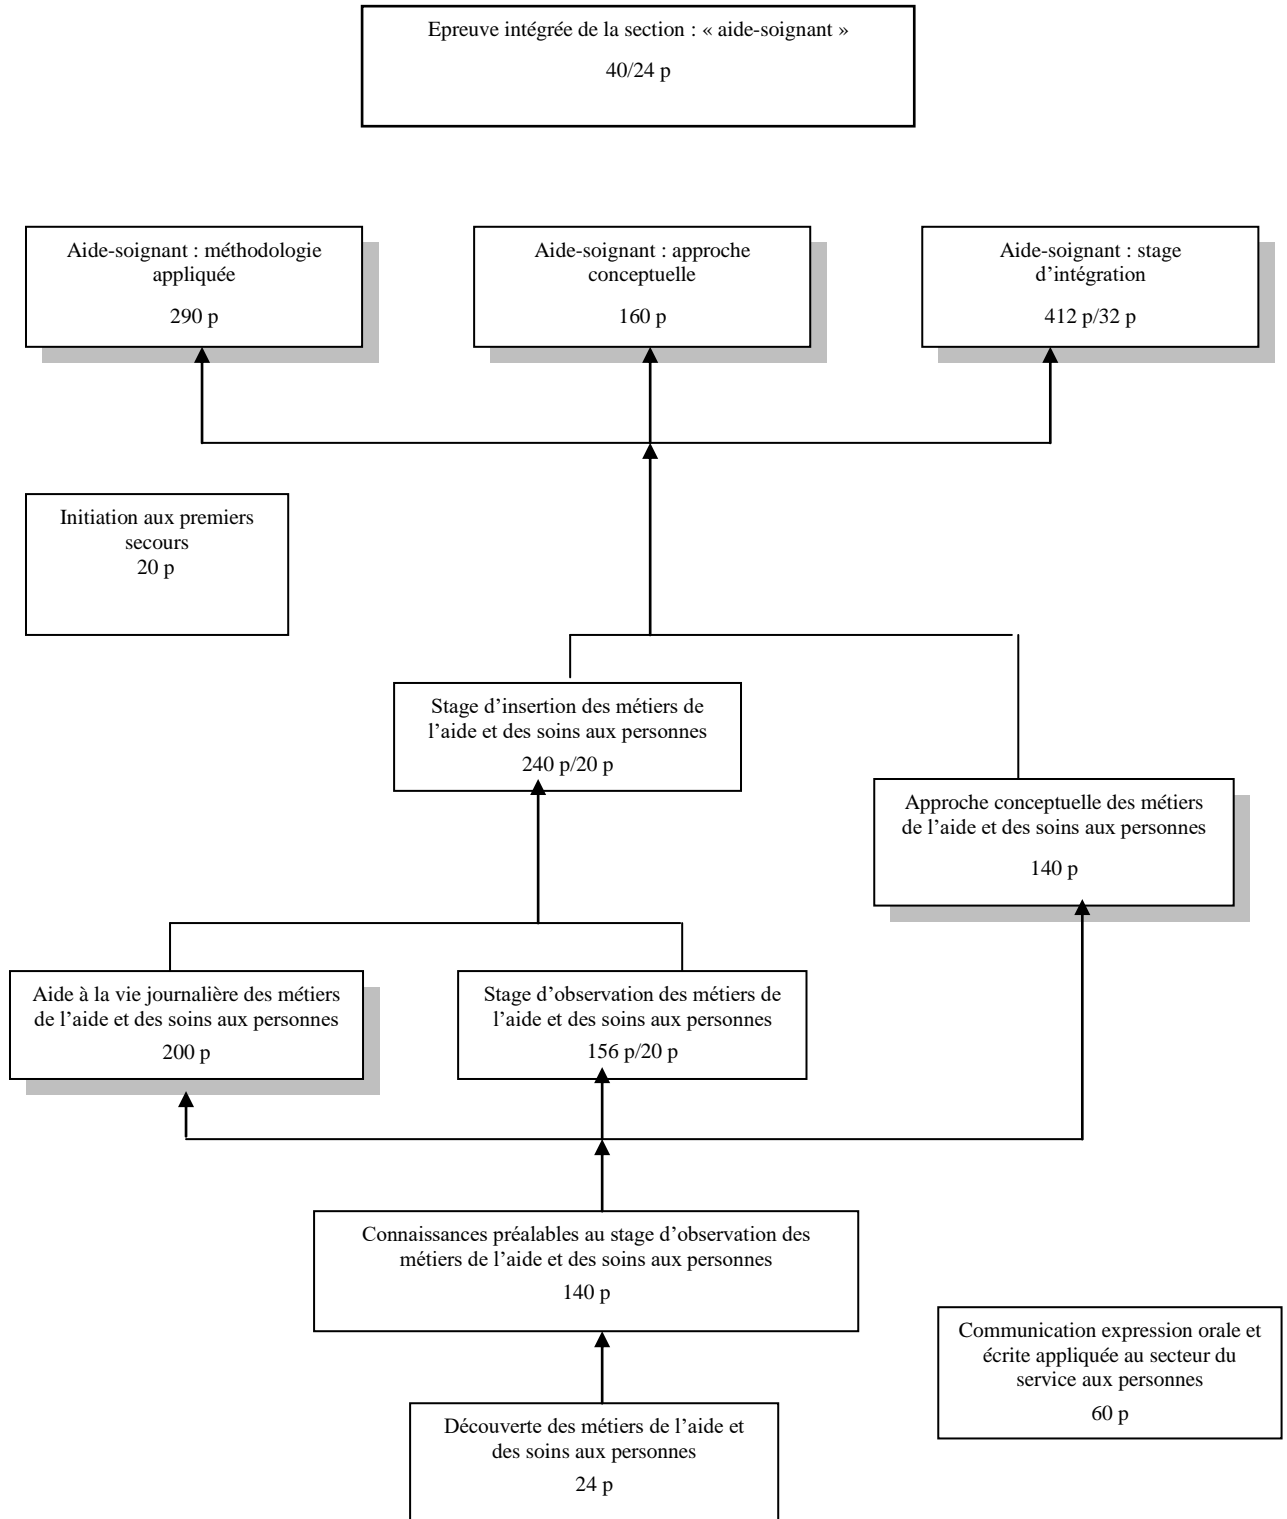 Epreuve intégrée de la section : « aide-soignant »
40/24 p
Aide-soignant : méthodologie
appliquée
290 p
Aide-soignant : approche
conceptuelle
160 p
Aide-soignant : stage
d’intégration
412 p/32 p
Initiation aux premiers
secours
20 p
Stage d’insertion des métiers de
l’aide et des soins aux personnes
240 p/20 p
Approche conceptuelle des métiers
de l’aide et des soins aux personnes
140 p
Aide à la vie journalière des métiers
de l’aide et des soins aux personnes
200 p
Stage d’observation des métiers de
l’aide et des soins aux personnes
156 p/20 p
Connaissances préalables au stage d’observation des
métiers de l’aide et des soins aux personnes
140 p
Communication expression orale et
écrite appliquée au secteur du
service aux personnes
60 p
Découverte des métiers de l’aide et
des soins aux personnes
24 p